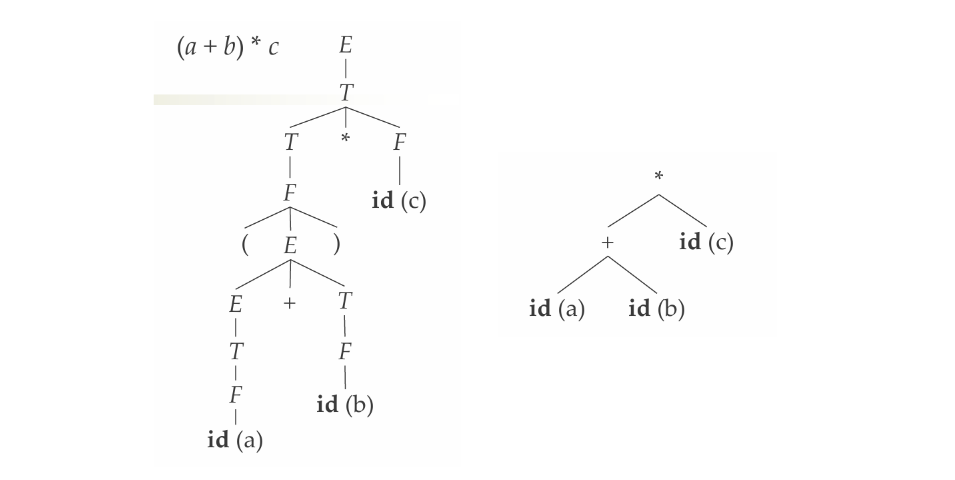 (a + b) * c
E
T
T * F
F
id (c)
( E )
E + T
T F
F
id (b)
id (a)
*
+ id (c)
id (a) id (b)